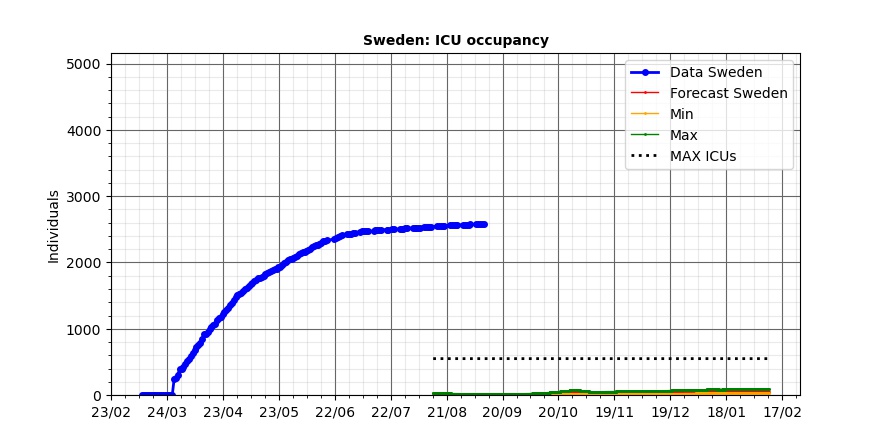 Sweden: ICU occupancy
5000
4000
3000
2000
1000
0
Individuals
Data Sweden
Forecast Sweden
Min
Max
MAX ICUs
23/02 24/03 23/04 23/05 22/06 22/07 21/08 20/09 20/10 19/11 19/12 18/01 17/02